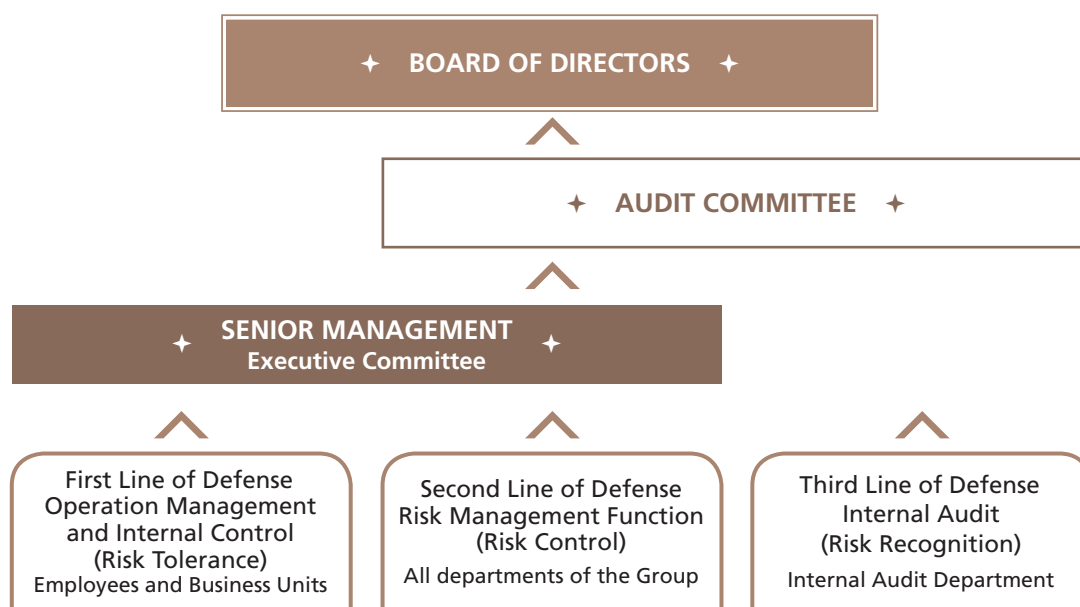 BOARD OF DIRECTORS
AUDIT COMMITTEE
SENIOR MANAGEMENT
Executive Committee
First Line of Defense
Operation Management
and Internal Control
(Risk Tolerance)
Employees and Business Units
Second Line of Defense
Risk Management Function
(Risk Control)
All departments of the Group
Third Line of Defense
Internal Audit
(Risk Recognition)
Internal Audit Department